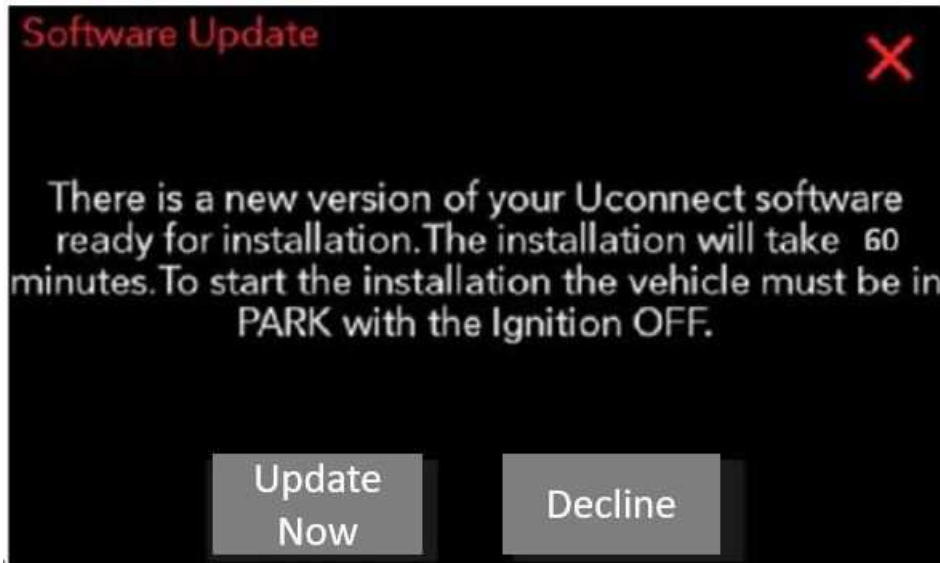 Software Update
There is a new version of your Uconnect software
ready for installation.The installation will take 60
minutes.To start the installation the vehicle must be in
PARK with the Ignition OFF.
Update
Now
Decline